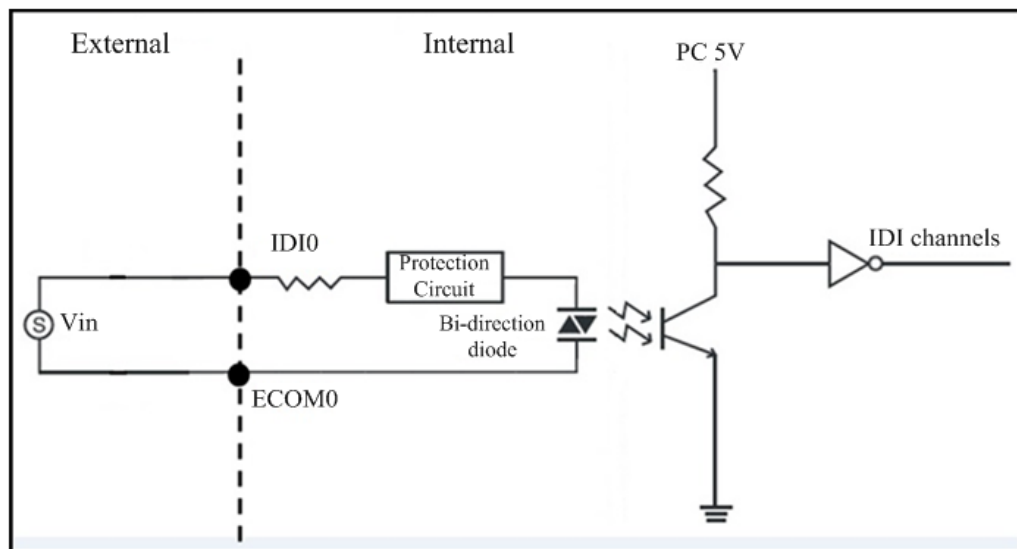 External
Internal
PC 5V
IDI0
Protection
Circuit
IDI channels
S
Vin
Bi-direction
diode
ECOM0